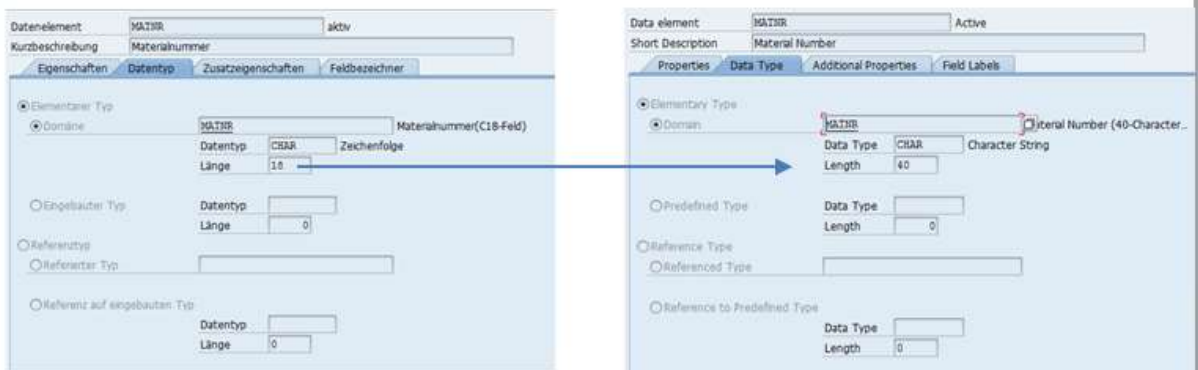 Datenelement MATNR aktiv
Kurzbeschreibung Materialnummer
Eigenschaften Datentyp Zusatzeigenschaften Feldbezeichner
Elementarer Typ
Domäne MATNR Materialnummer(C18-Feld)
Datentyp CHAR Zeichenfolge
Länge 18
Eingebauter Typ Datentyp
Länge 0
Referenztyp
Referierter Typ
Referenz auf eingebauten Typ
Datentyp
Länge 0
Data element MATNR Active
Short Description Material Number
Properties Data Type Additional Properties Field Labels
Elementary Type
Domain MATNR iterial Number (40-Character..
Data Type CHAR Character String
Length 40
Predefined Type Data Type
Length 0
Reference Type
Referenced Type
Reference to Predefined Type
Data Type
Length 0